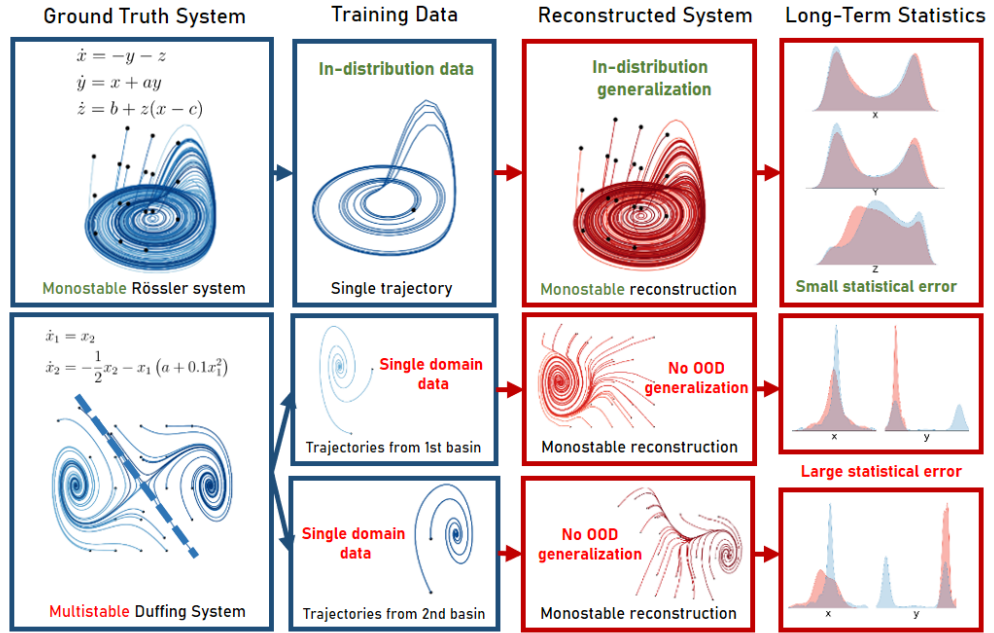 Ground Truth System
Training Data
Reconstructed System
Long-Term Statistics
ẋ = −y − z
ẏ = x + ay
ż = b + z(x − c)
Monostable Rössler system
In-distribution data
Single trajectory
In-distribution
generalization
Monostable reconstruction
x
Y
Z
Small statistical error
ẋ₁ = x₂
ẋ₂ = −1/2 x₂ − x₁ (a + 0.1x₁²)
Multistable Duffing System
Single domain
data
Trajectories from 1st basin
No OOD
generalization
Monostable reconstruction
x
y
Large statistical error
Single domain
data
Trajectories from 2nd basin
No OOD
generalization
Monostable reconstruction
x
y